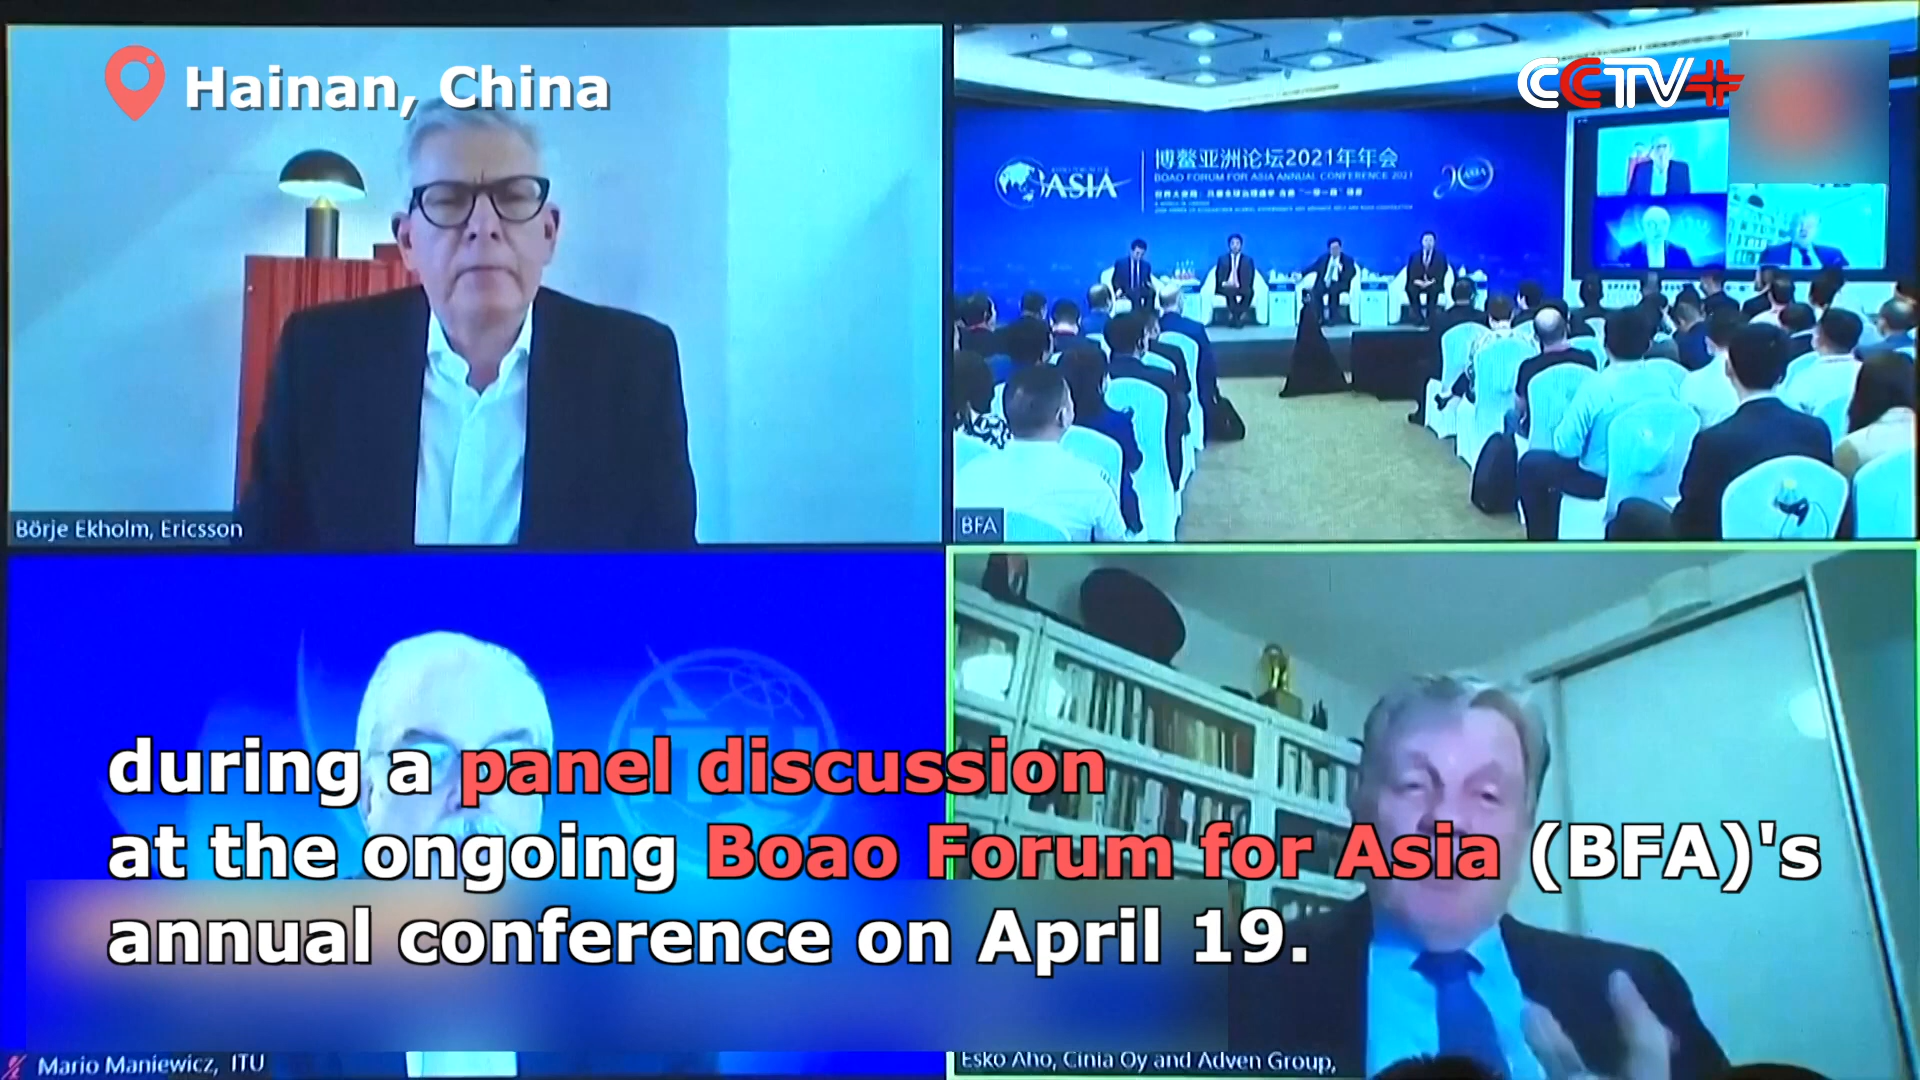 Hainan, China
CCTV+
ASIA
博鳌亚洲论坛2021年年会
BOAO FORUM FOR ASIA ANNUAL CONFERENCE 2021
ASIA
Börje Ekholm, Ericsson
BFA
ITU
during a panel discussion
at the ongoing Boao Forum for Asia (BFA)'s
annual conference on April 19.
Mario Maniewicz, ITU
Esko Aho, Cinia Oy and Adven Group,